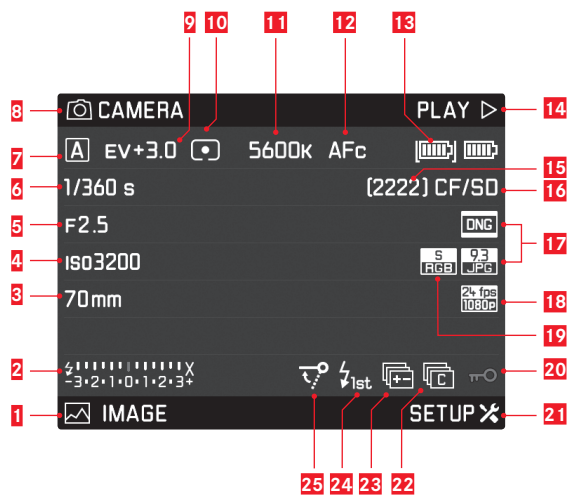 9 10 11 12 13
8 CAMERA PLAY 14
7 A EV+3.0 5600K AFc 15
6 1/360 s [2222] CF/SD 16
5 F2.5 DNG 17
4 ISO3200 S RGB 9.3 JPG
3 70mm 24 fps 1080P 18
19
2 X 1st C 20
-3·2·1·0·1·2·3+
1 IMAGE SETUP 21
25 24 23 22